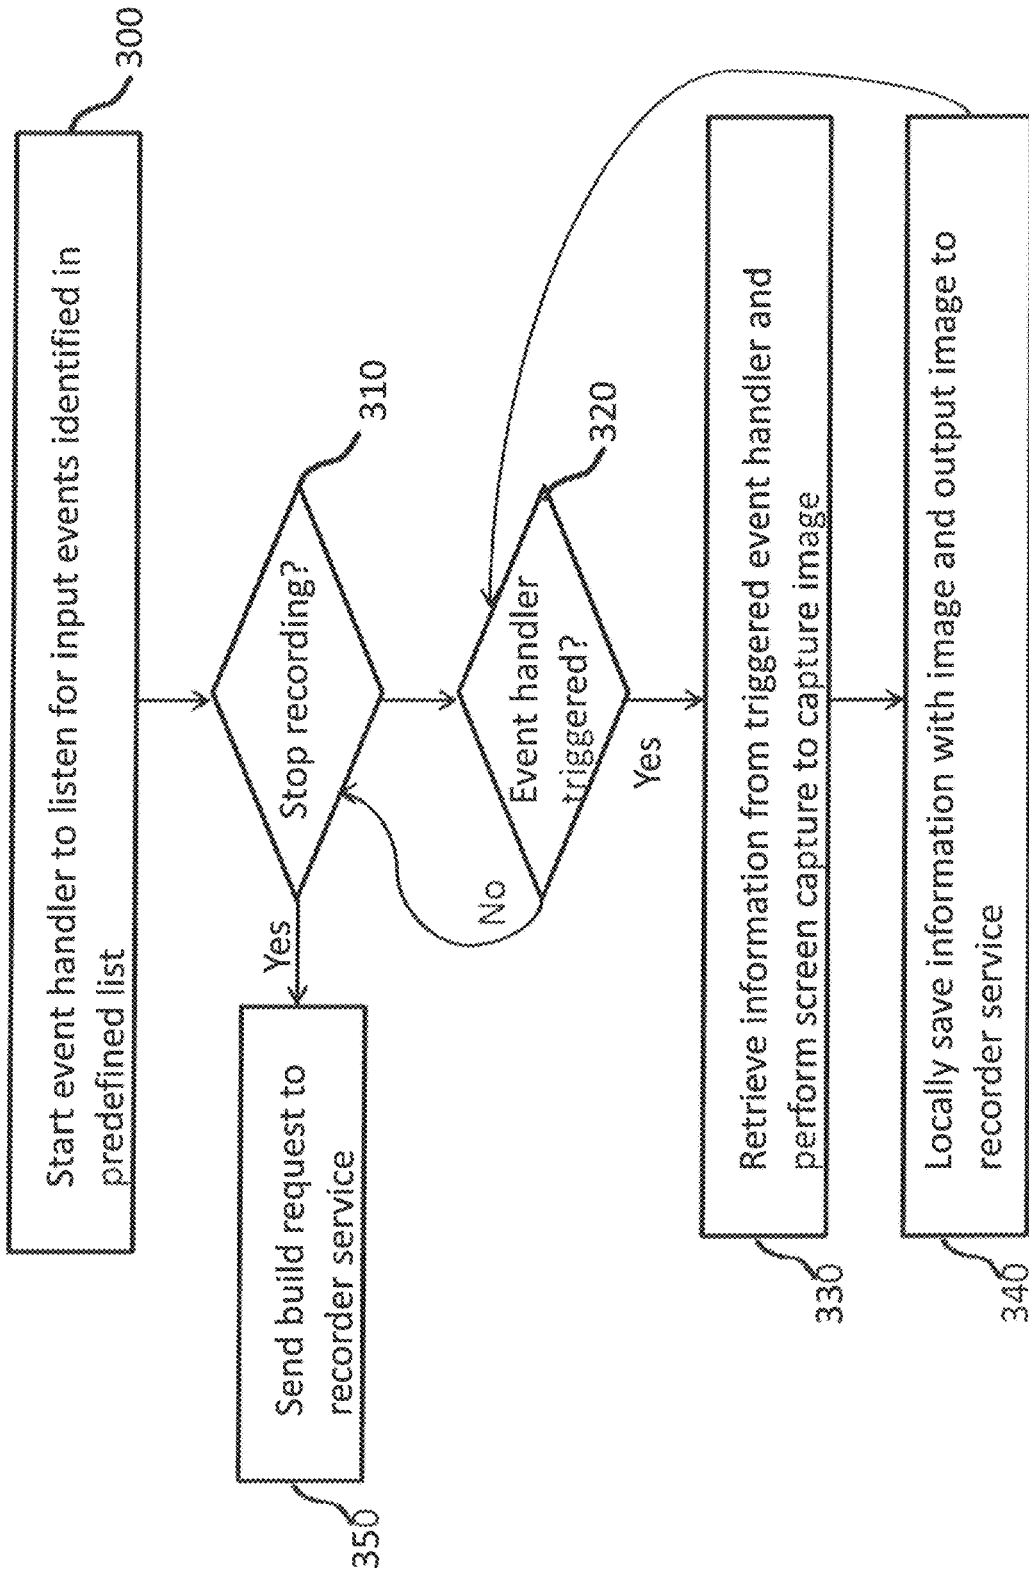 300
Start event handler to listen for input events identified in
predefined list
310
Stop recording?
Yes
Send build request to
recorder service
350
320
Event handler
triggered?
No
Yes
Retrieve information from triggered event handler and
perform screen capture to capture image
330
Locally save information with image and output image to
recorder service
340